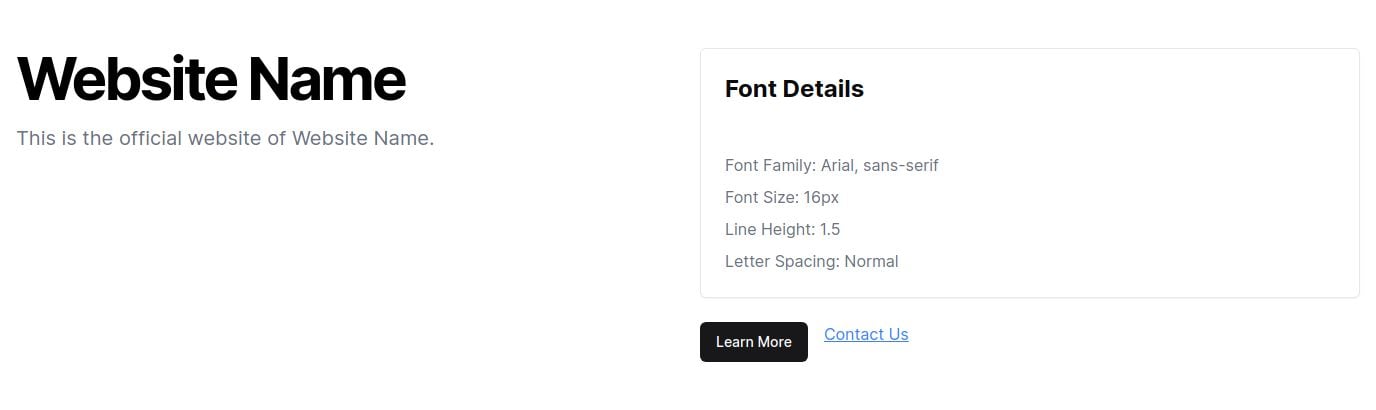 Website Name
This is the official website of Website Name.
Font Details
Font Family: Arial, sans-serif
Font Size: 16px
Line Height: 1.5
Letter Spacing: Normal
Learn More
Contact Us